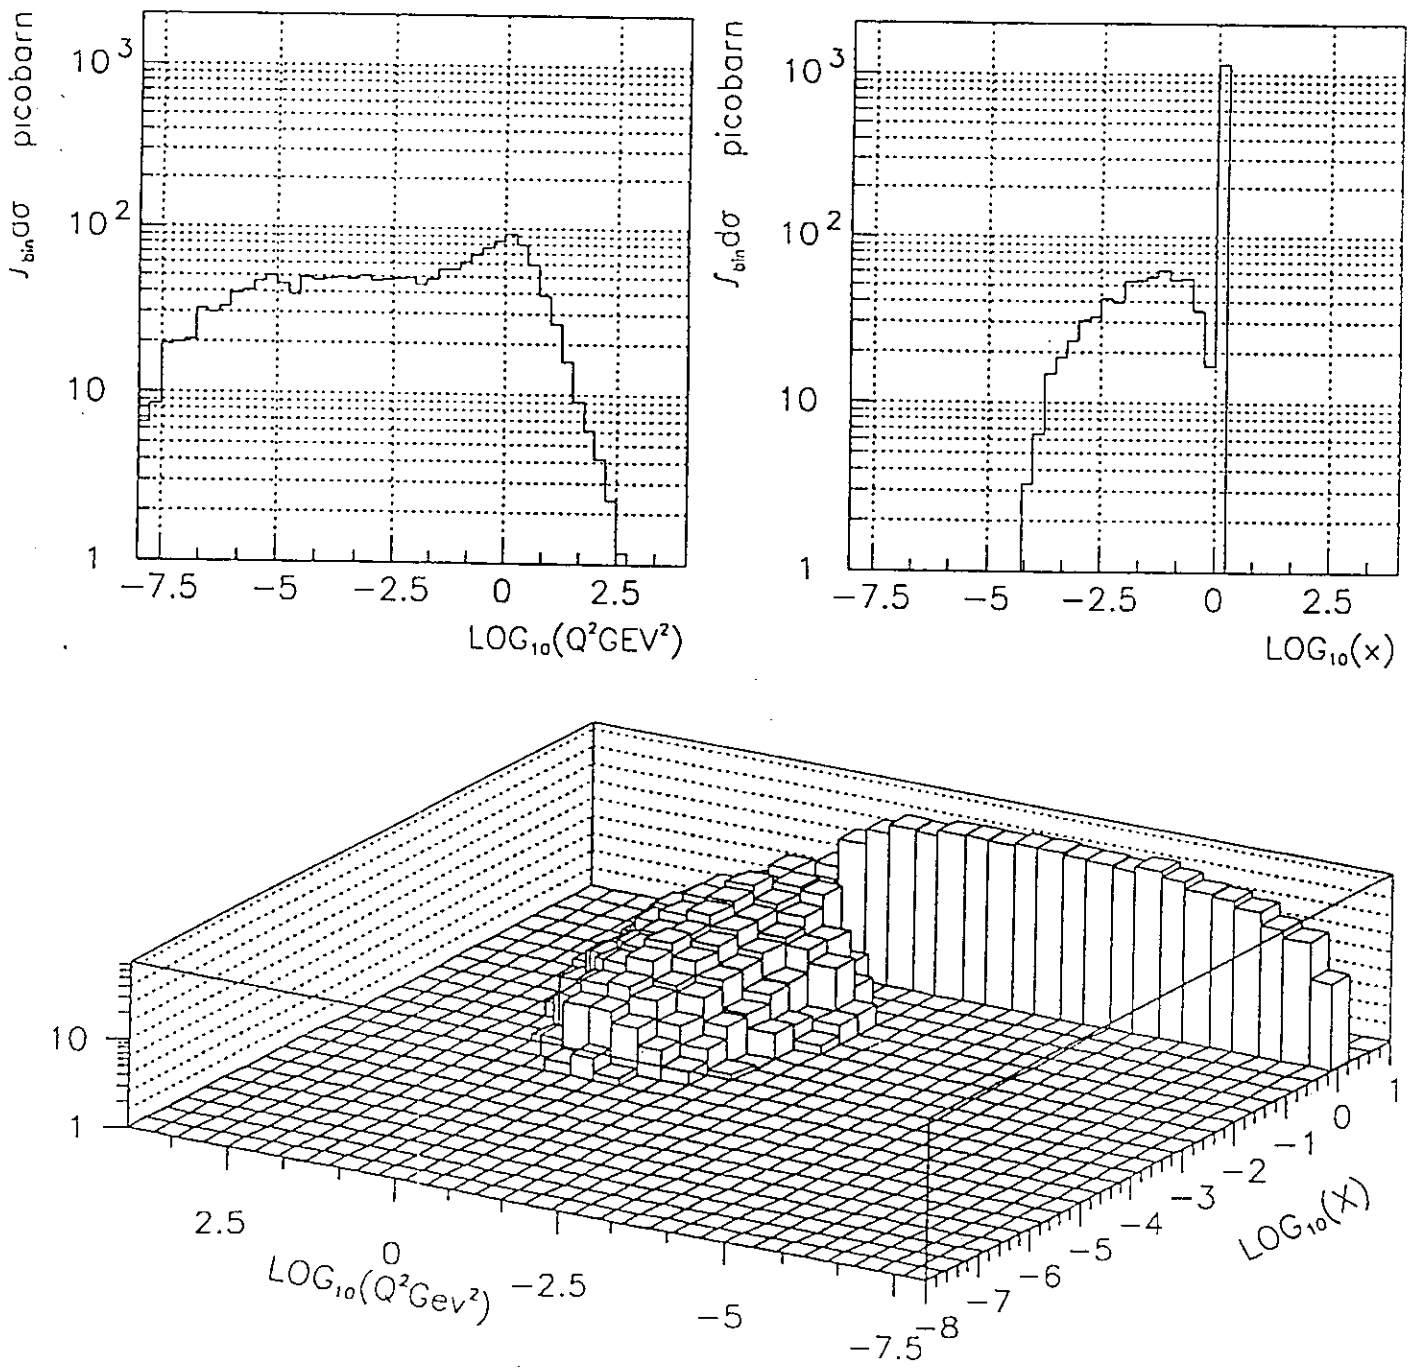 ∫bin dσ picobarn
10³
10²
10
1
−7.5 −5 −2.5 0 2.5
LOG₁₀(Q²GEV²)
∫bin dσ picobarn
10³
10²
10
1
−7.5 −5 −2.5 0 2.5
LOG₁₀(x)
10
1
2.5 0 −2.5 −5 −7.5
LOG₁₀(Q²Gev²)
−8 −7 −6 −5 −4 −3 −2 −1 0 1
LOG₁₀(X)